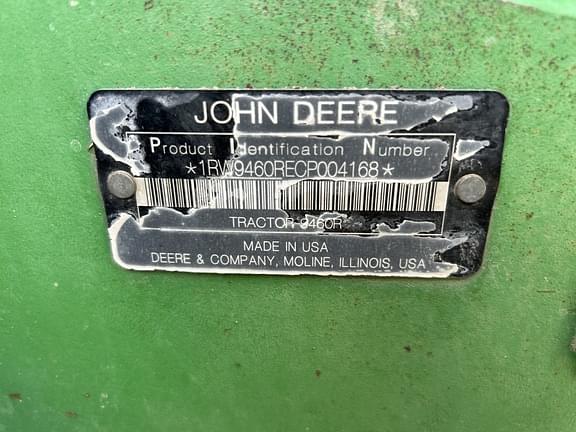 JOHN DEERE
Product Identification Number
*1RW9460RECP004168*
TRACTOR 9460R
MADE IN USA
DEERE & COMPANY, MOLINE, ILLINOIS, USA